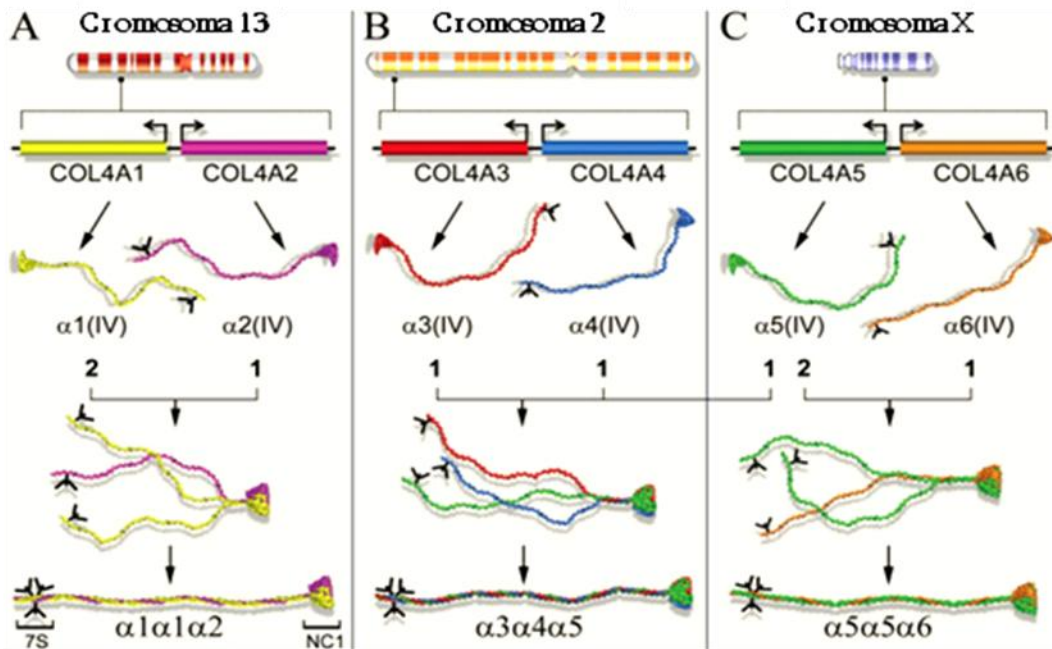 A Cromosoma 13
B Cromosoma 2
C Cromosoma X
COL4A1 COL4A2
COL4A3 COL4A4
COL4A5 COL4A6
α1(IV) α2(IV)
α3(IV) α4(IV)
α5(IV) α6(IV)
2 1
1 1 1
2 1
7S α1α1α2 NC1
α3α4α5
α5α5α6